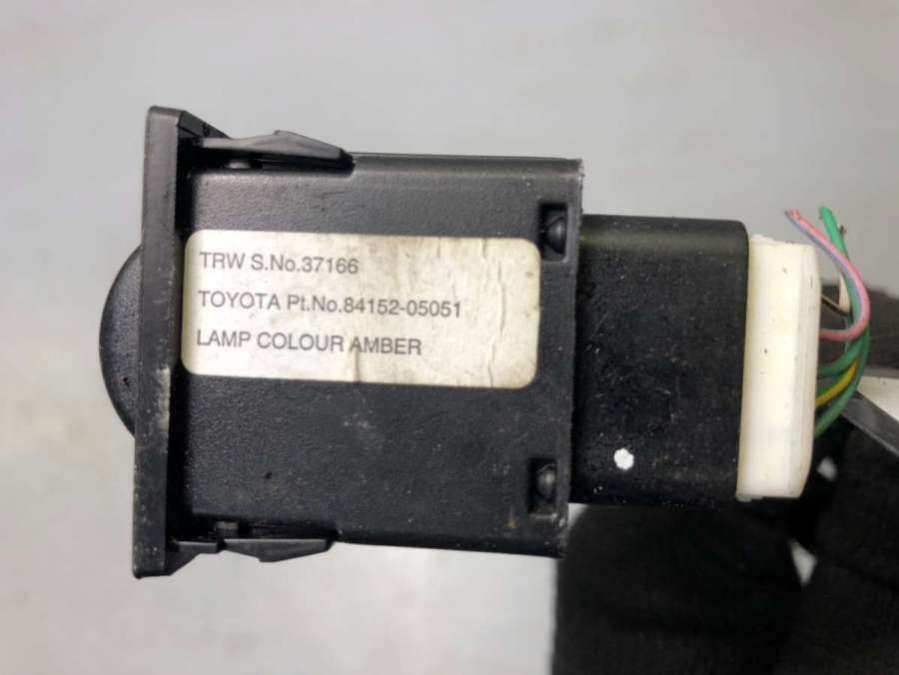 TRW S.No.37166
TOYOTA Pt.No.84152-05051
LAMP COLOUR AMBER